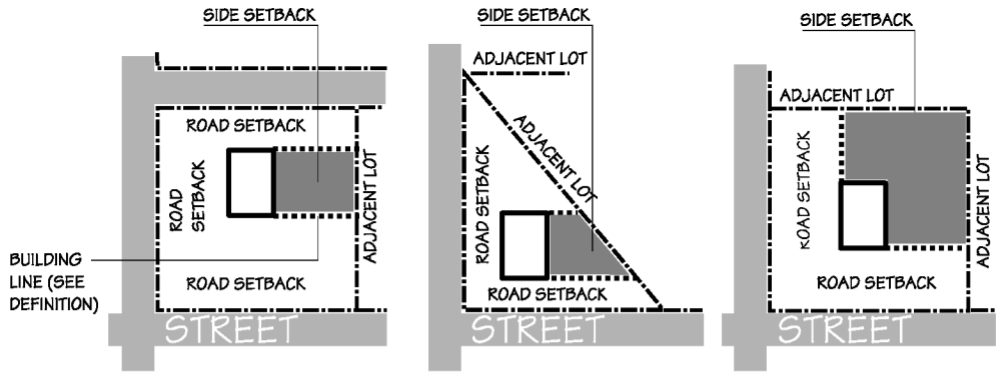 SIDE SETBACK
ROAD SETBACK
ROAD
SETBACK
ADJACENT LOT
BUILDING
LINE (SEE
DEFINITION)
ROAD SETBACK
STREET
SIDE SETBACK
ADJACENT LOT
ADJACENT LOT
ROAD SETBACK
ROAD SETBACK
STREET
SIDE SETBACK
ADJACENT LOT
ROAD SETBACK
ADJACENT LOT
ROAD SETBACK
STREET